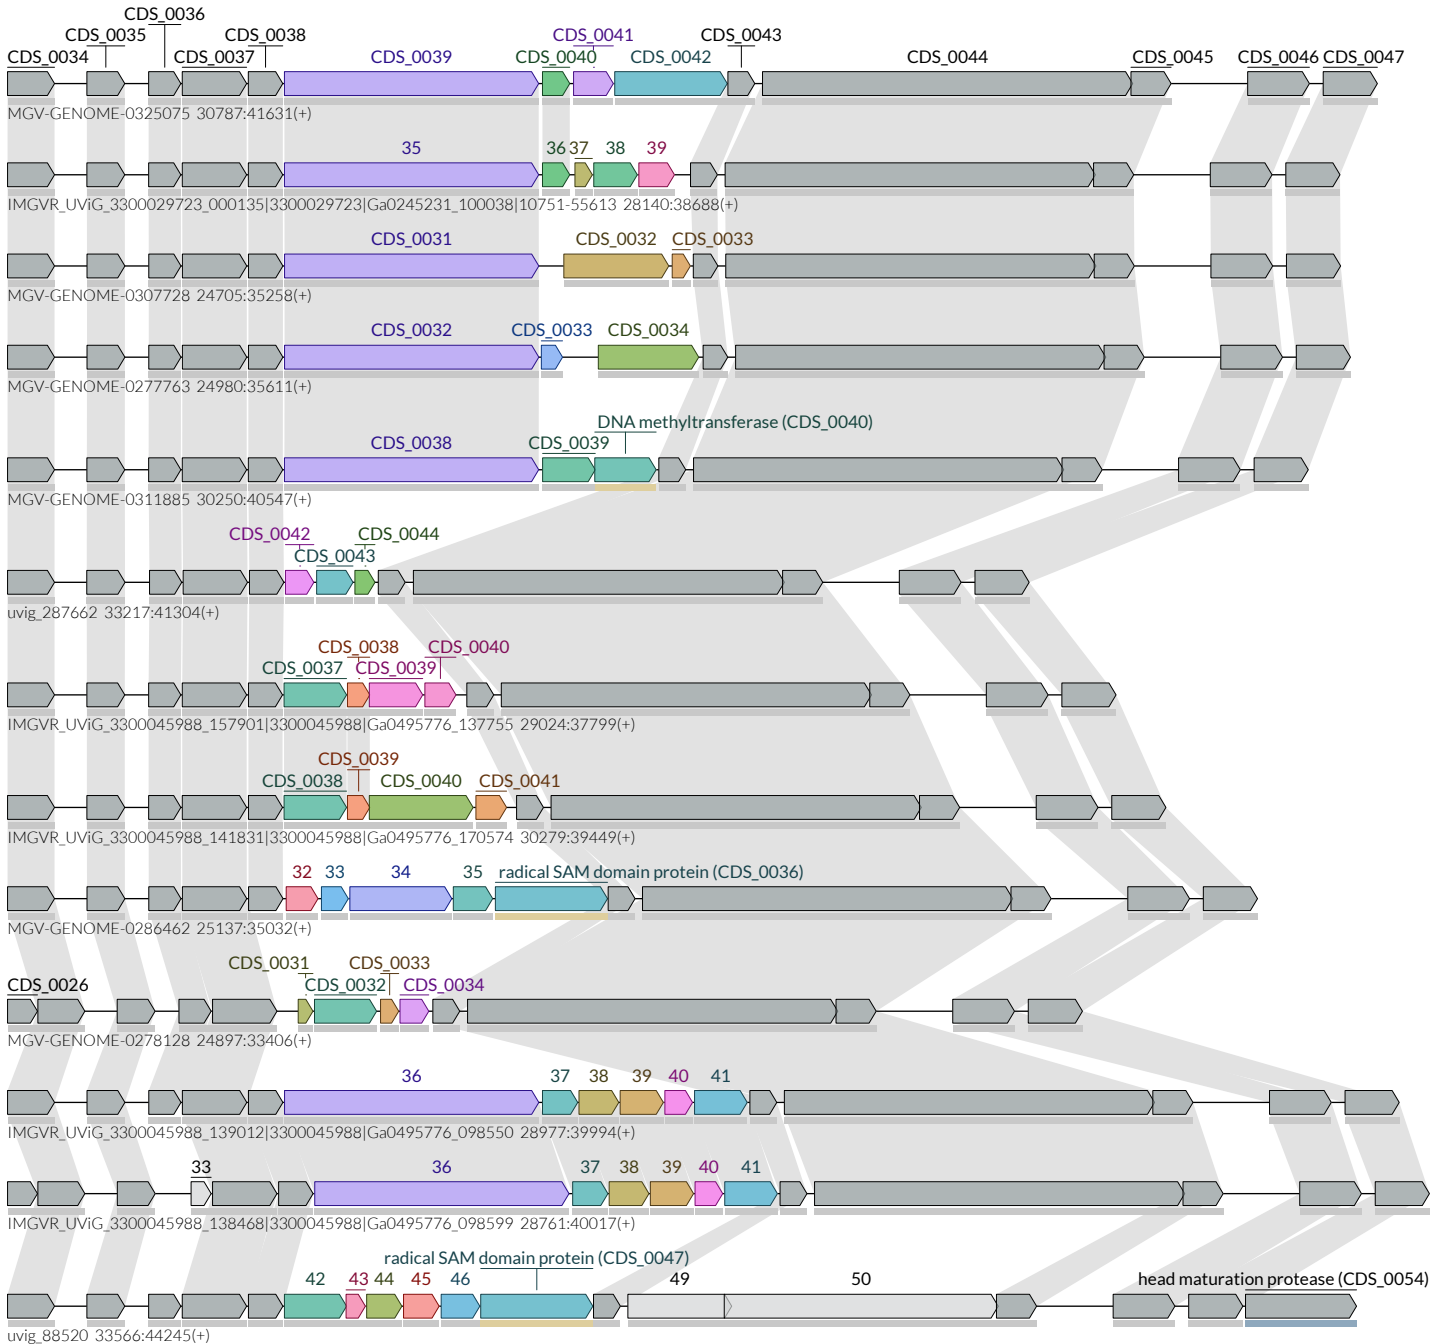 CDS_0036
CDS_0035 CDS_0038 CDS_0041 CDS_0043
CDS_0034 CDS_0037 CDS_0039 CDS_0040 CDS_0042 CDS_0044 CDS_0045 CDS_0046 CDS_0047
MGV-GENOME-0325075 30787:41631(+)
35 36 37 38 39
IMGVR_UViG_3300029723_000135|3300029723|Ga0245231_100038|10751-55613 28140:38688(+)
CDS_0031 CDS_0032 CDS_0033
MGV-GENOME-0307728 24705:35258(+)
CDS_0032 CDS_0033 CDS_0034
MGV-GENOME-0277763 24980:35611(+)
DNA methyltransferase (CDS_0040)
CDS_0038 CDS_0039
MGV-GENOME-0311885 30250:40547(+)
CDS_0042 CDS_0044
CDS_0043
uvig_287662 33217:41304(+)
CDS_0038 CDS_0040
CDS_0037 CDS_0039
IMGVR_UViG_3300045988_157901|3300045988|Ga0495776_137755 29024:37799(+)
CDS_0039
CDS_0038 CDS_0040 CDS_0041
IMGVR_UViG_3300045988_141831|3300045988|Ga0495776_170574 30279:39449(+)
32 33 34 35 radical SAM domain protein (CDS_0036)
MGV-GENOME-0286462 25137:35032(+)
CDS_0031 CDS_0033
CDS_0026 CDS_0032 CDS_0034
MGV-GENOME-0278128 24897:33406(+)
36 37 38 39 40 41
IMGVR_UViG_3300045988_139012|3300045988|Ga0495776_098550 28977:39994(+)
33 36 37 38 39 40 41
IMGVR_UViG_3300045988_138468|3300045988|Ga0495776_098599 28761:40017(+)
radical SAM domain protein (CDS_0047)
42 43 44 45 46 49 50 head maturation protease (CDS_0054)
uvig_88520 33566:44245(+)